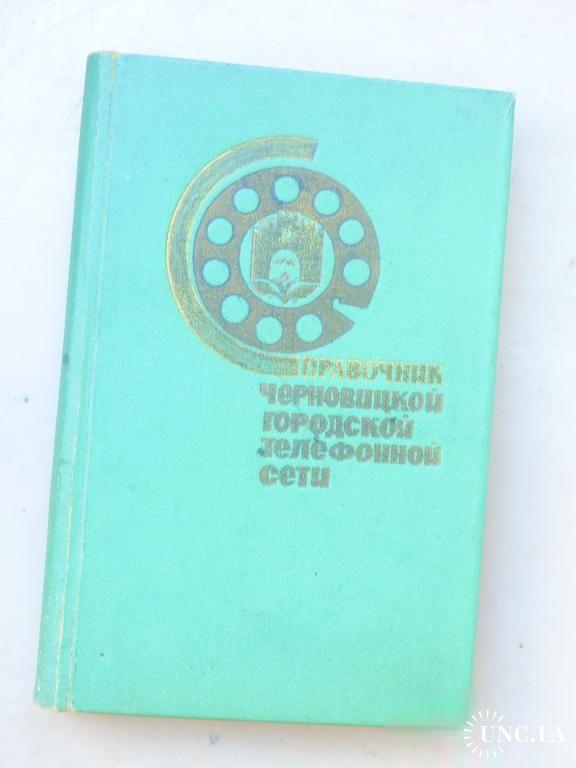 СПРАВОЧНИК
ЧЕРНОВИЦКОЙ
ГОРОДСКОЙ
ТЕЛЕФОННОЙ
СЕТИ
UNC.UA